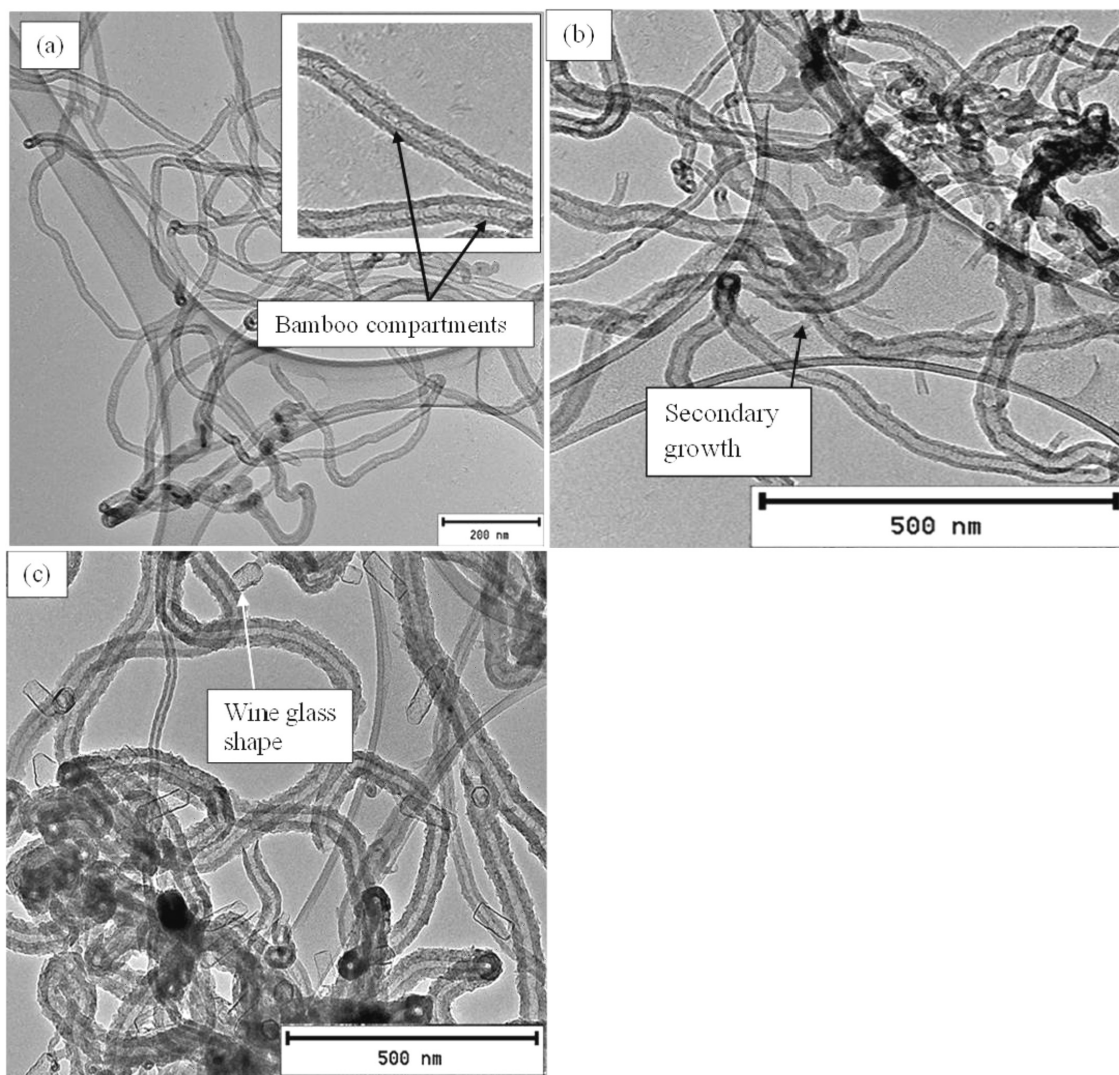 (a)
Bamboo compartments
200 nm
(b)
Secondary
growth
500 nm
(c)
Wine glass
shape
500 nm